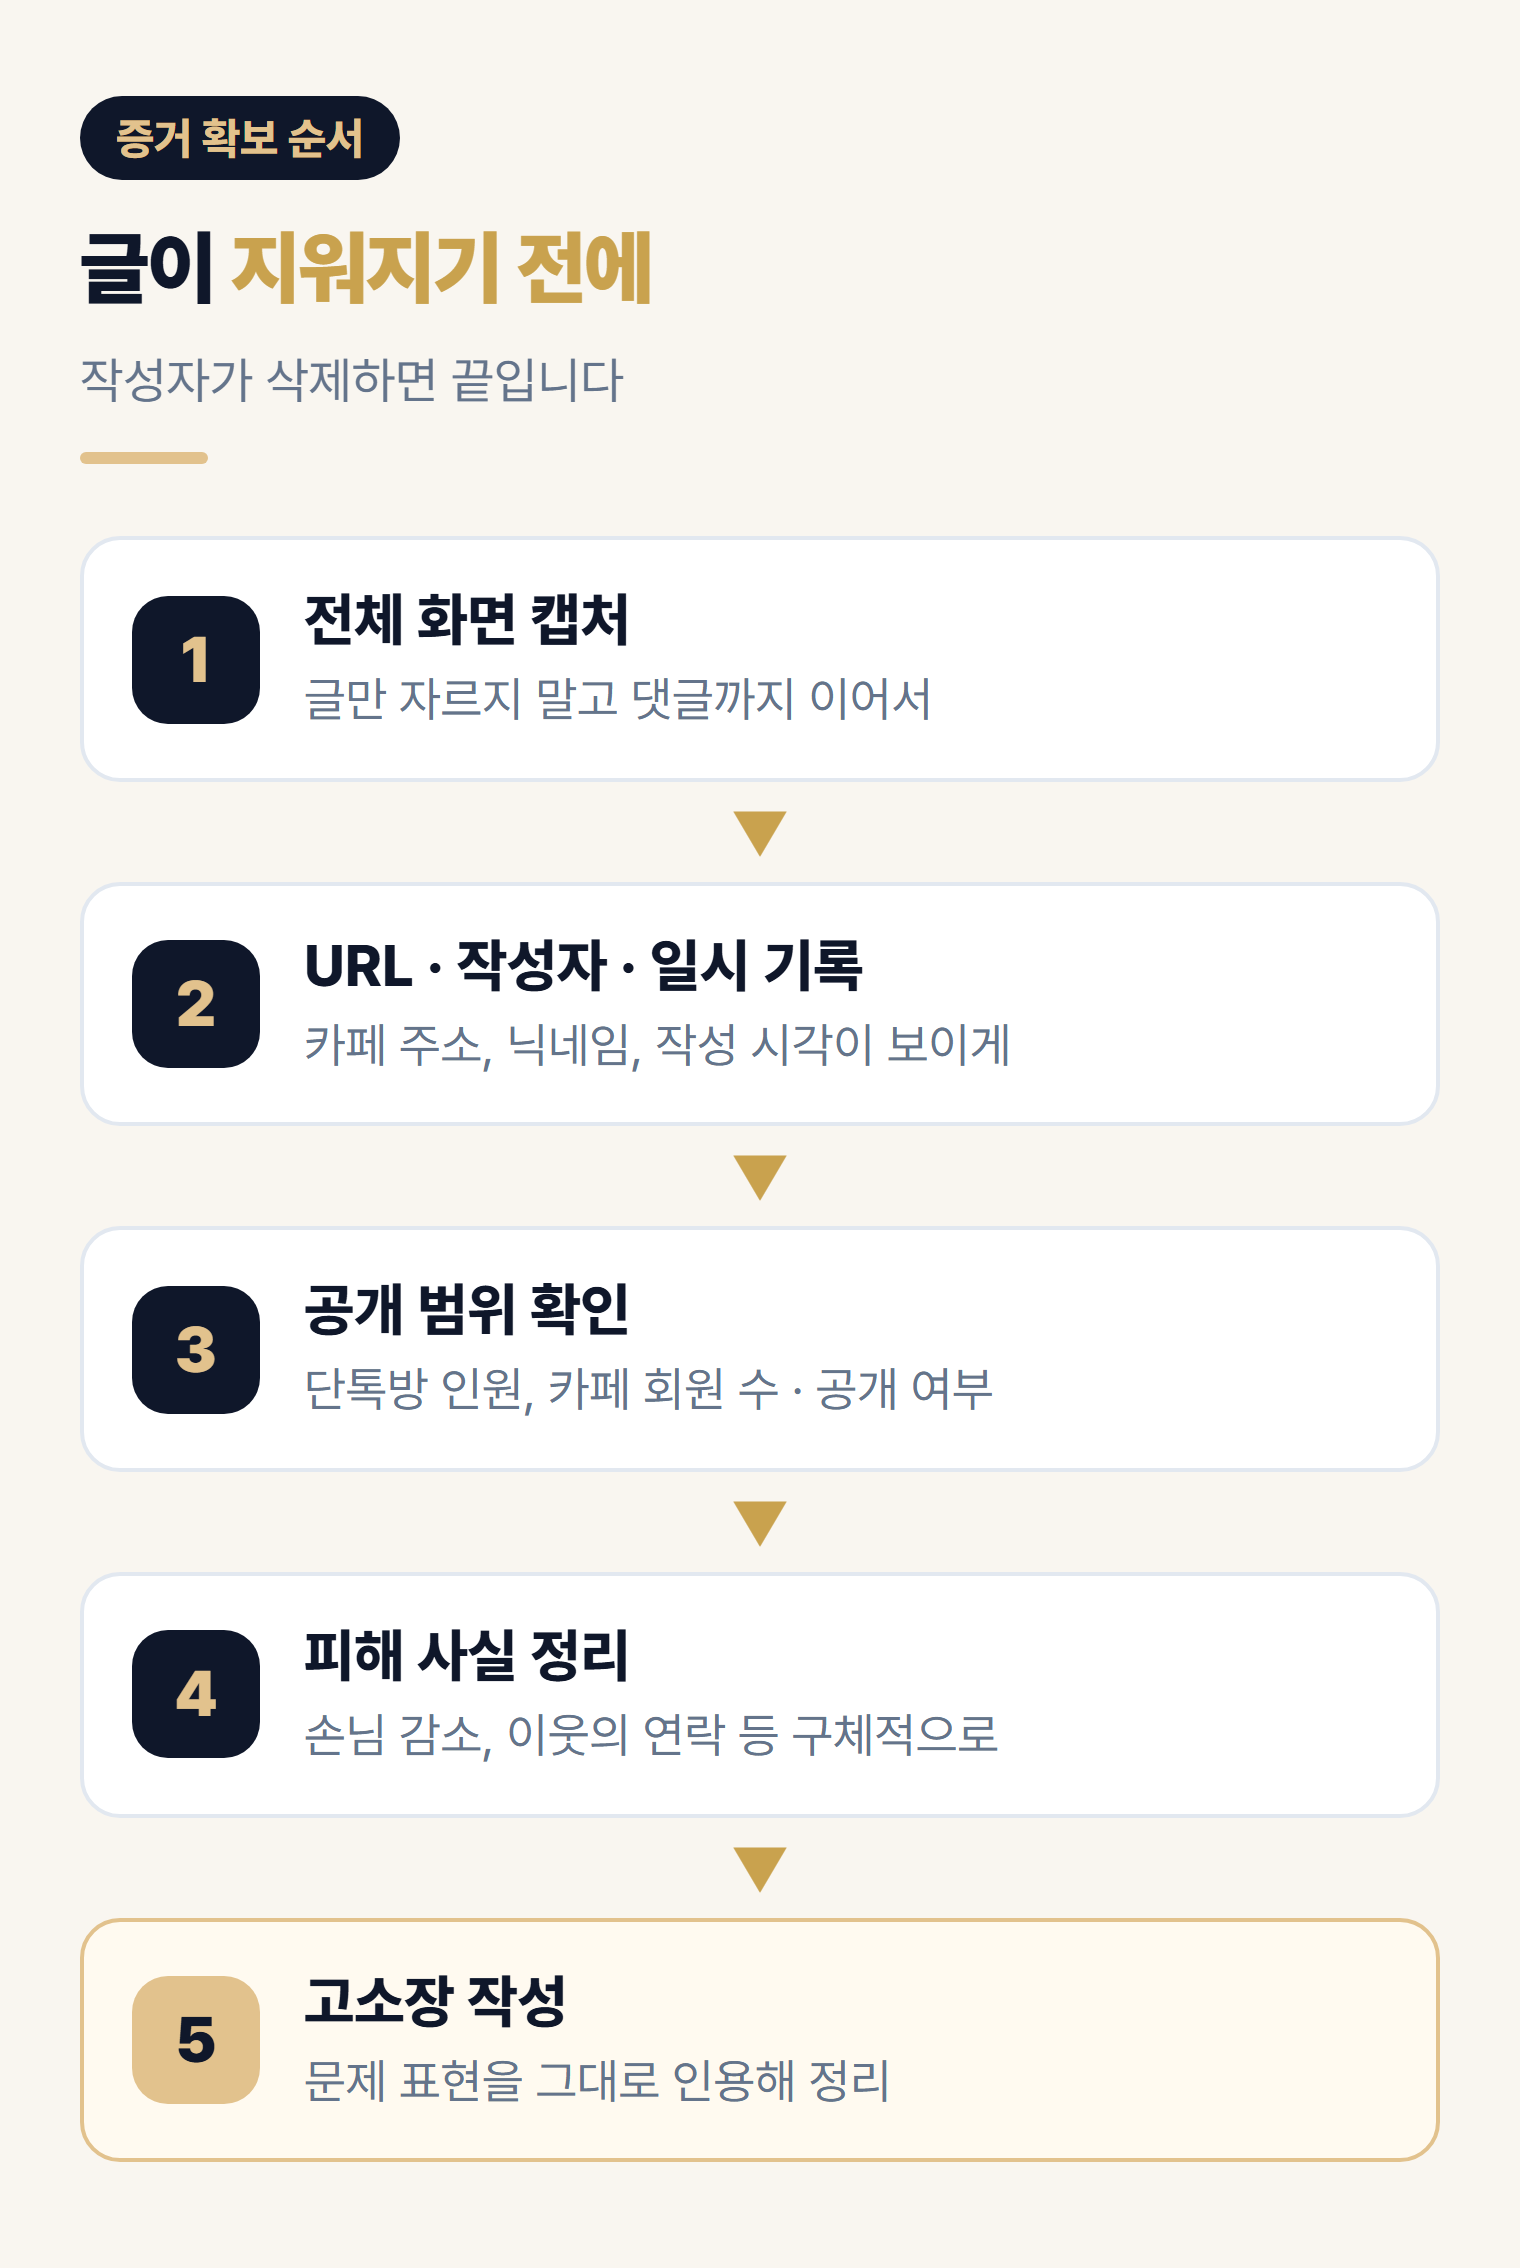 증거 확보 순서
글이 지워지기 전에
작성자가 삭제하면 끝입니다
1
전체 화면 캡처
글만 자르지 말고 댓글까지 이어서
2
URL · 작성자 · 일시 기록
카페 주소, 닉네임, 작성 시각이 보이게
3
공개 범위 확인
단톡방 인원, 카페 회원 수 · 공개 여부
4
피해 사실 정리
손님 감소, 이웃의 연락 등 구체적으로
5
고소장 작성
문제 표현을 그대로 인용해 정리